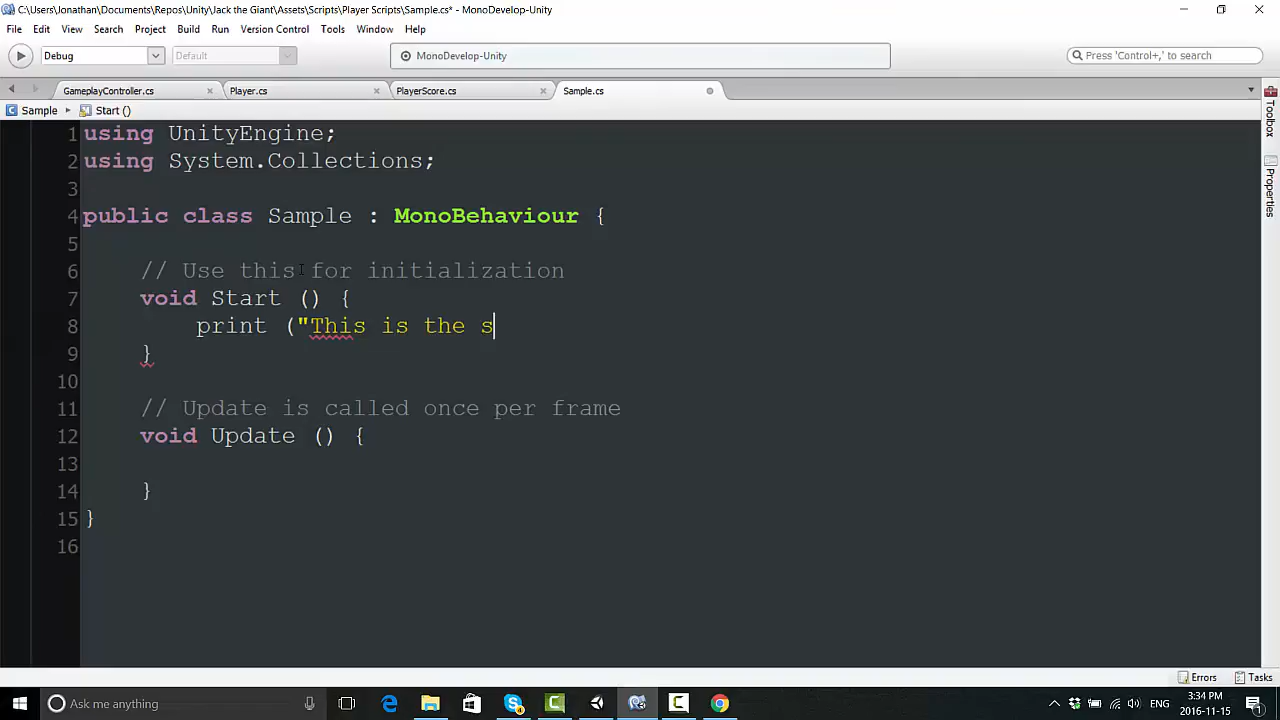 C:\Users\Jonathan\Documents\Repos\Unity\Jack the Giant\Assets\Scripts\Player Scripts\Sample.cs* - MonoDevelop-Unity
File Edit View Search Project Build Run Version Control Tools Window Help
Debug Default MonoDevelop-Unity Press 'Control+,' to search
GameplayController.cs Player.cs PlayerScore.cs Sample.cs
Sample Start ()
1 using UnityEngine;
2 using System.Collections;
3
4 public class Sample : MonoBehaviour {
5
6 // Use this for initialization
7 void Start () {
8 print ("This is the s
9 }
10
11 // Update is called once per frame
12 void Update () {
13
14 }
15 }
16
Toolbox
Properties
Errors Tasks
Ask me anything ENG 3:34 PM
2016-11-15